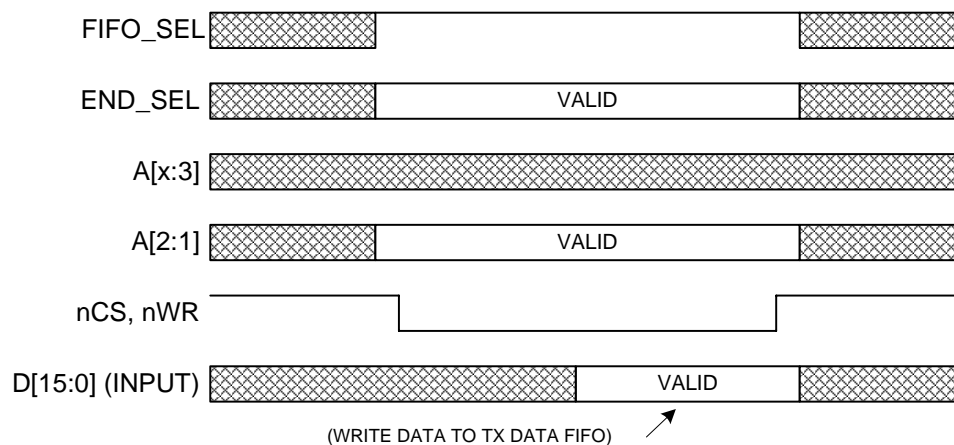 FIFO_SEL
END_SEL
VALID
A[x:3]
A[2:1]
VALID
nCS, nWR
D[15:0] (INPUT)
VALID
(WRITE DATA TO TX DATA FIFO)